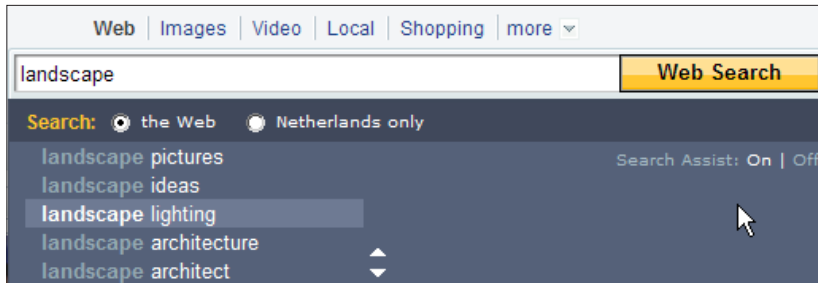 Web | Images | Video | Local | Shopping | more
landscape Web Search
Search: the Web Netherlands only
landscape pictures
Search Assist: On | Off
landscape ideas
landscape lighting
landscape architecture
landscape architect